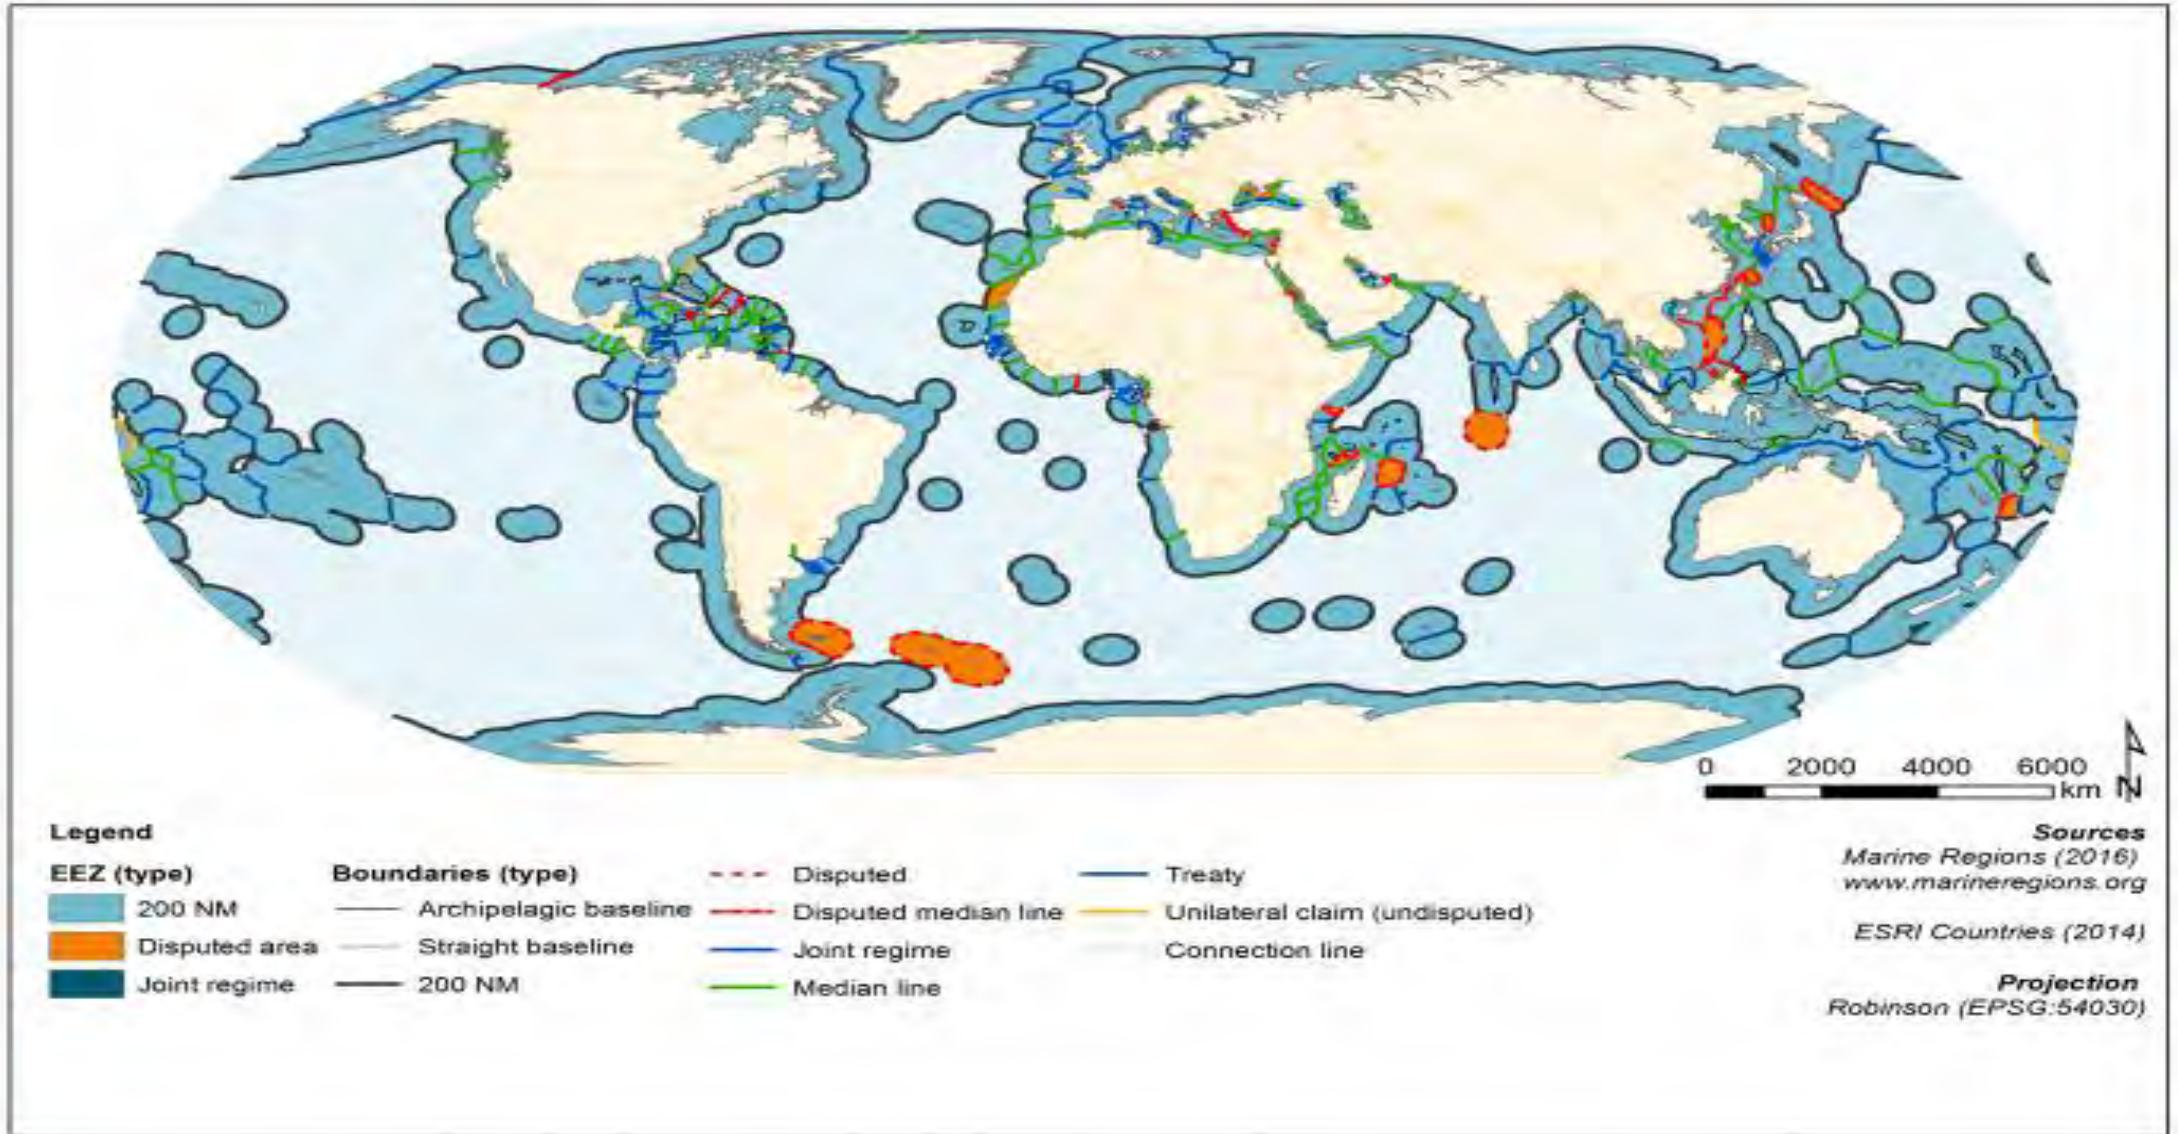 0 2000 4000 6000
km N
Legend
EEZ (type)
200 NM
Disputed area
Joint regime
Boundaries (type)
Archipelagic baseline
Straight baseline
200 NM
Disputed
Disputed median line
Joint regime
Median line
Treaty
Unilateral claim (undisputed)
Connection line
Sources
Marine Regions (2016)
www.marineregions.org
ESRI Countries (2014)
Projection
Robinson (EPSG:54030)